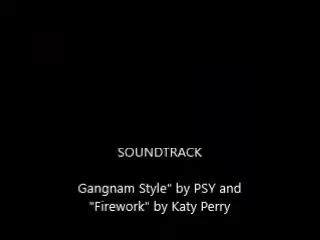 SOUNDTRACK
Gangnam Style" by PSY and
"Firework" by Katy Perry